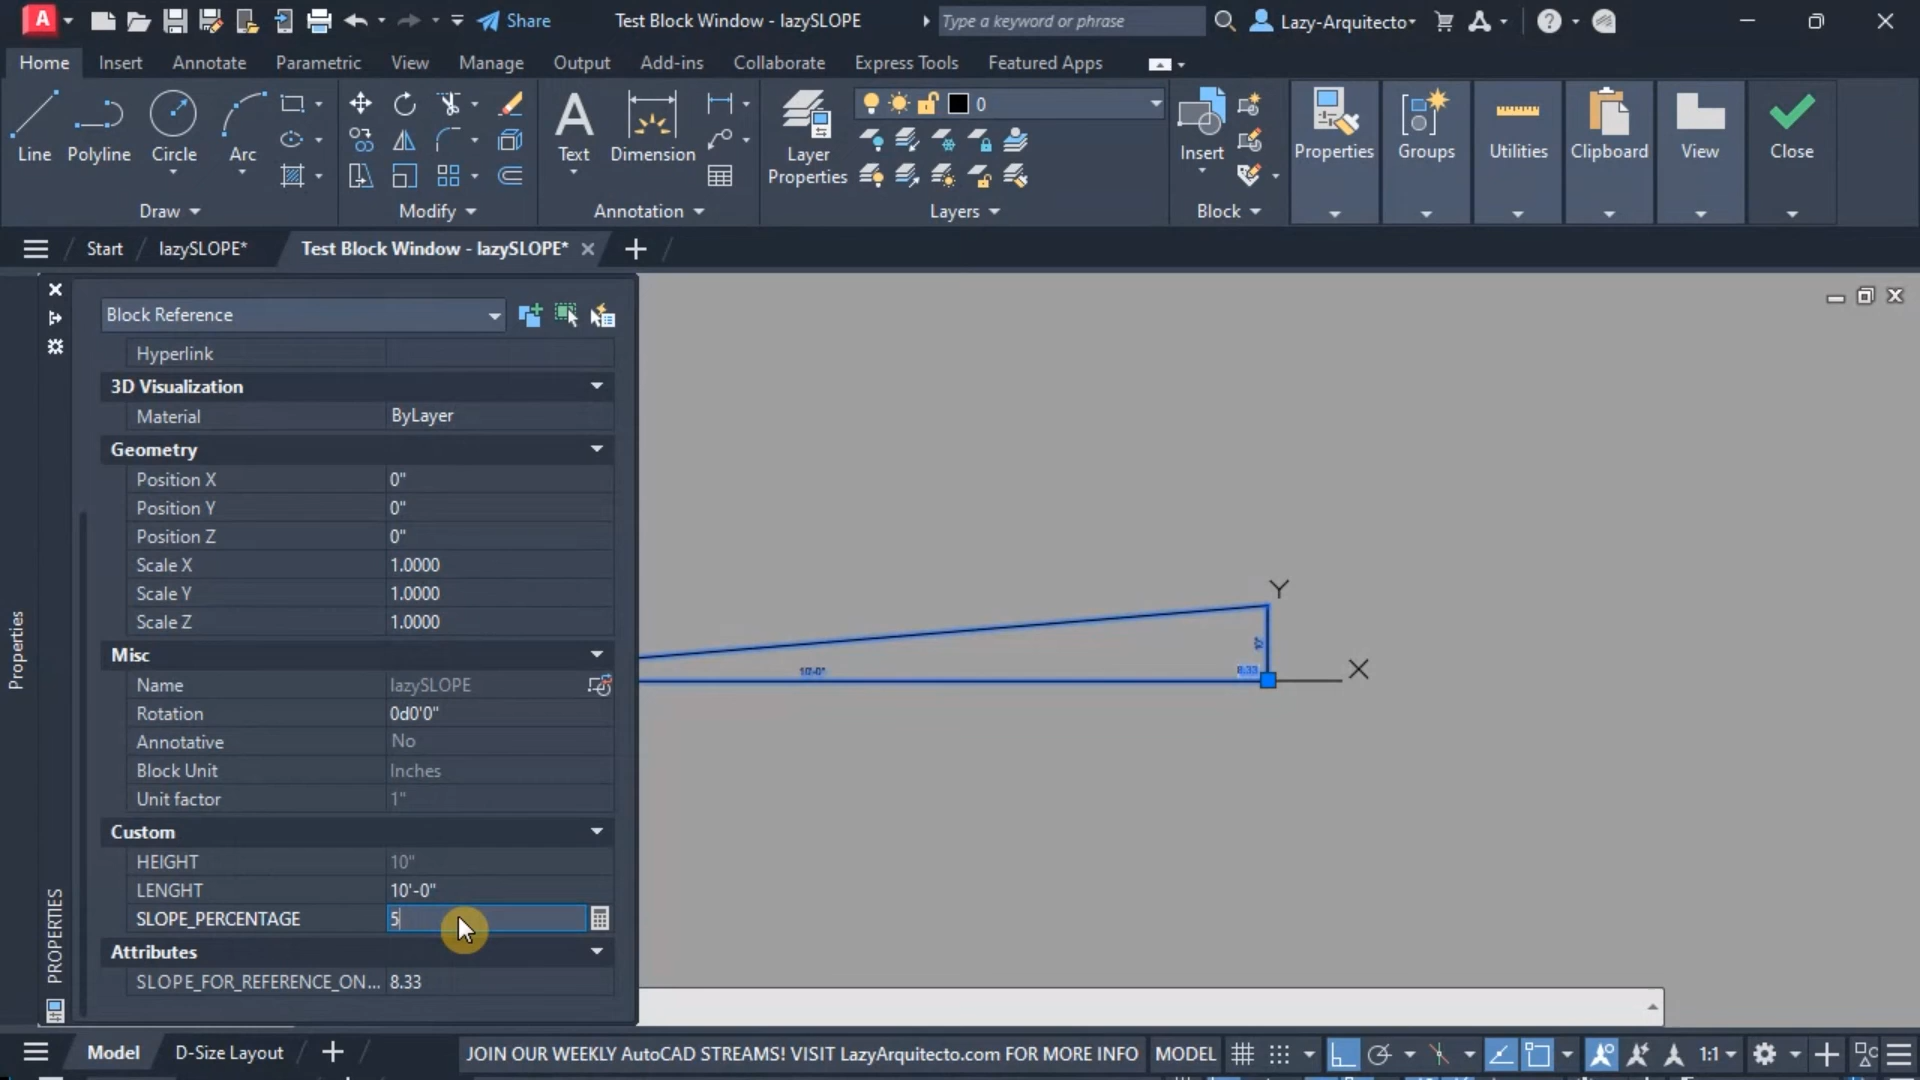 A Share Test Block Window - lazySLOPE Type a keyword or phrase Lazy-Arquitecto
Home Insert Annotate Parametric View Manage Output Add-ins Collaborate Express Tools Featured Apps
0
Line Polyline Circle Arc Text Dimension Layer Properties Insert Properties Groups Utilities Clipboard View Close
Draw Modify Annotation Layers Block
Start lazySLOPE* Test Block Window - lazySLOPE*
Block Reference
Hyperlink
3D Visualization
Material ByLayer
Geometry
Position X 0"
Position Y 0"
Position Z 0"
Scale X 1.0000
Scale Y 1.0000
Scale Z 1.0000
Misc
Name lazySLOPE
Rotation 0d0'0"
Annotative No
Block Unit Inches
Unit factor 1"
Custom
HEIGHT 10"
LENGHT 10'-0"
SLOPE_PERCENTAGE 5
Attributes
SLOPE_FOR_REFERENCE_ON... 8.33
Properties
PROPERTIES
Y
10"
10'-0"
8.33
X
Model D-Size Layout JOIN OUR WEEKLY AutoCAD STREAMS! VISIT LazyArquitecto.com FOR MORE INFO MODEL 1:1